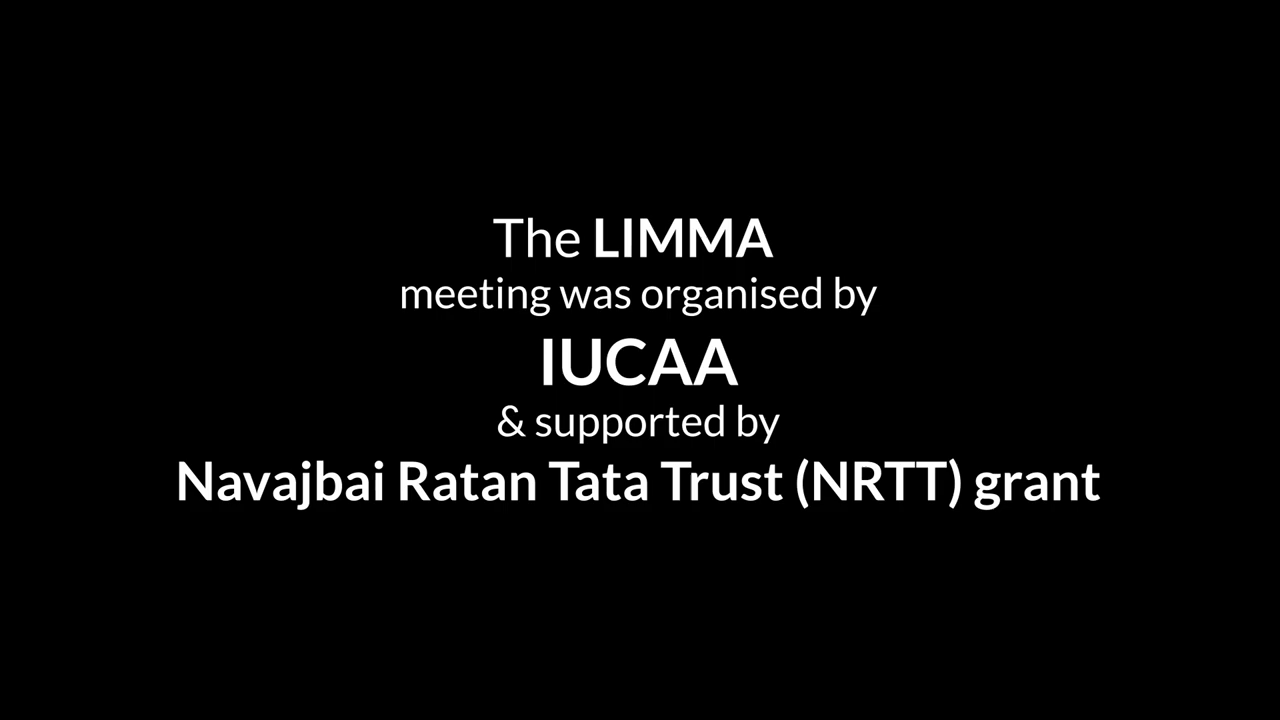 The LIMMA
meeting was organised by
IUCAA
& supported by
Navajbai Ratan Tata Trust (NRTT) grant